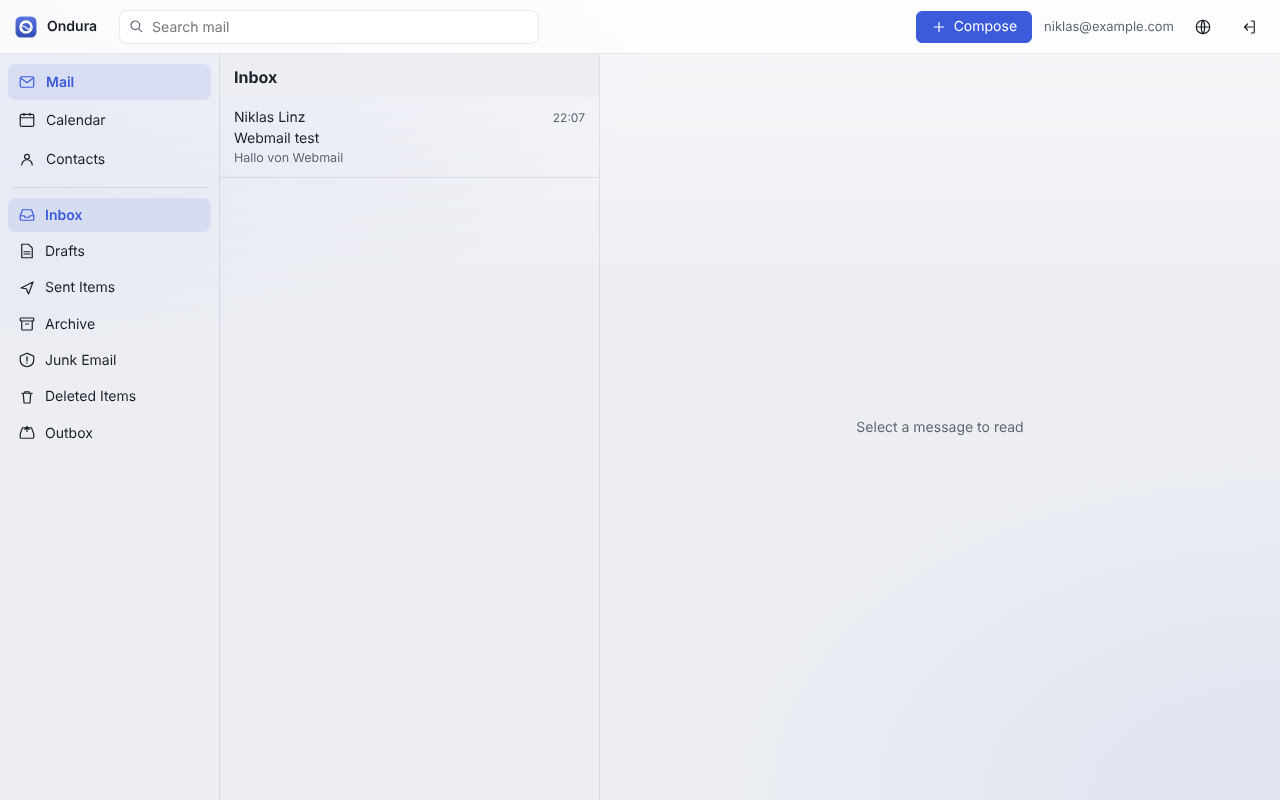 Ondura
Search mail
Compose
niklas@example.com
Mail
Calendar
Contacts
Inbox
Drafts
Sent Items
Archive
Junk Email
Deleted Items
Outbox
Inbox
Niklas Linz 22:07
Webmail test
Hallo von Webmail
Select a message to read